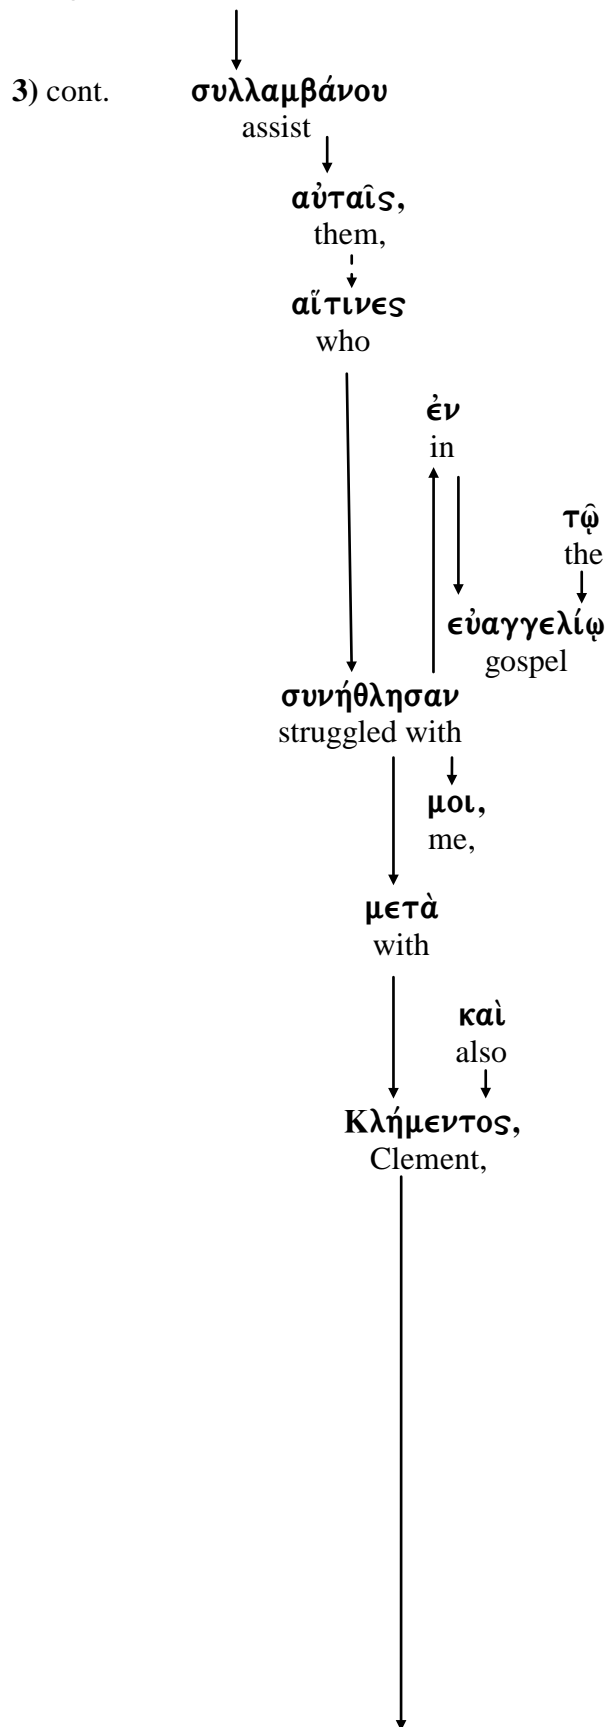 3) cont. συλλαμβάνου
assist
αὐταῖς,
them,
αἵτινες
who
ἐν
in
τῷ
the
εὐαγγελίῳ
gospel
συνήθλησαν
struggled with
μοι,
me,
μετὰ
with
καὶ
also
Κλήμεντος,
Clement,